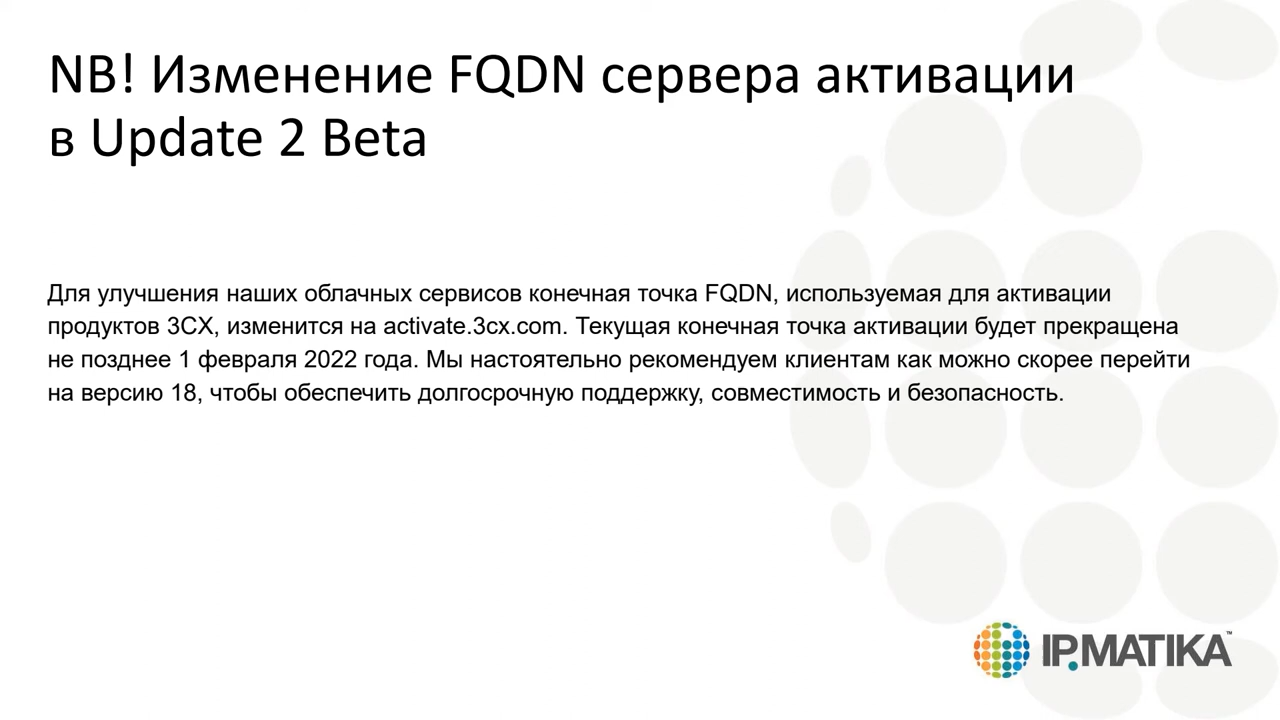 NB! Изменение FQDN сервера активации
в Update 2 Beta
Для улучшения наших облачных сервисов конечная точка FQDN, используемая для активации
продуктов 3CX, изменится на activate.3cx.com. Текущая конечная точка активации будет прекращена
не позднее 1 февраля 2022 года. Мы настоятельно рекомендуем клиентам как можно скорее перейти
на версию 18, чтобы обеспечить долгосрочную поддержку, совместимость и безопасность.
IP.MATIKA™